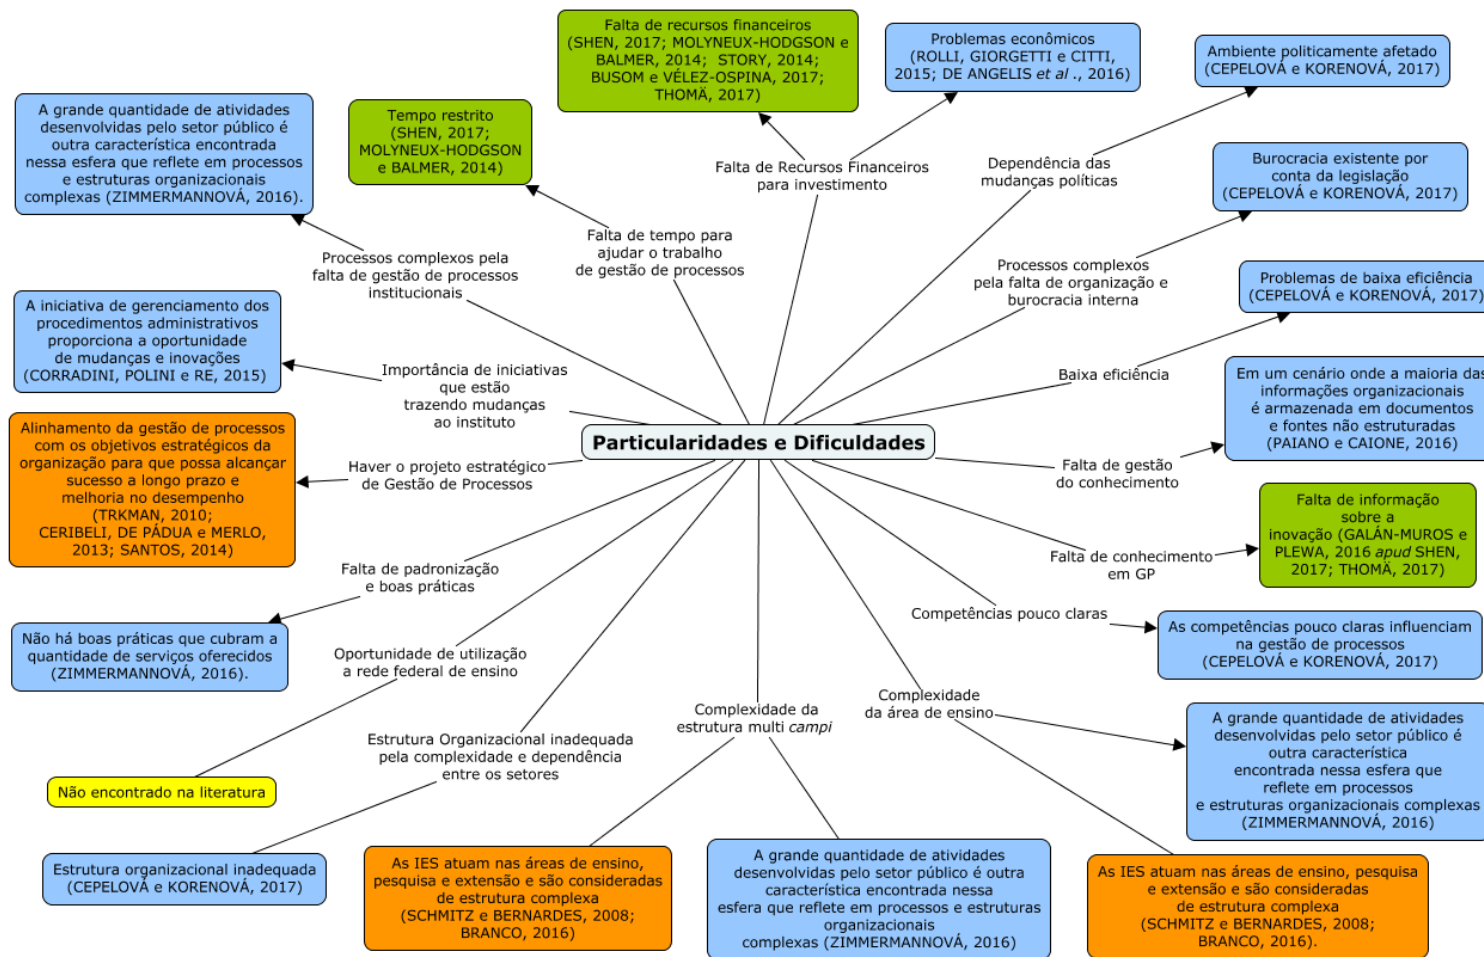 Falta de recursos financeiros
(SHEN, 2017; MOLYNEUX-HODGSON e
BALMER, 2014;  STORY, 2014;
BUSOM e VÉLEZ-OSPINA, 2017;
THOMÄ, 2017)
Problemas econômicos
(ROLLI, GIORGETTI e CITTI,
2015; DE ANGELIS et al ., 2016)
Ambiente politicamente afetado
(CEPELOVÁ e KORENOVÁ, 2017)
A grande quantidade de atividades
desenvolvidas pelo setor público é
outra característica encontrada
nessa esfera que reflete em processos
e estruturas organizacionais
complexas (ZIMMERMANNOVÁ, 2016).
Tempo restrito
(SHEN, 2017;
MOLYNEUX-HODGSON
e BALMER, 2014)
Falta de Recursos Financeiros
para investimento
Dependência das
mudanças políticas
Burocracia existente por
conta da legislação
(CEPELOVÁ e KORENOVÁ, 2017)
Processos complexos pela
falta de gestão de processos
institucionais
Falta de tempo para
ajudar o trabalho
de gestão de processos
Processos complexos
pela falta de organização e
burocracia interna
Problemas de baixa eficiência
(CEPELOVÁ e KORENOVÁ, 2017)
A iniciativa de gerenciamento dos
procedimentos administrativos
proporciona a oportunidade
de mudanças e inovações
(CORRADINI, POLINI e RE, 2015)
Importância de iniciativas
que estão
trazendo mudanças
ao instituto
Baixa eficiência
Em um cenário onde a maioria das
informações organizacionais
é armazenada em documentos
e fontes não estruturadas
(PAIANO e CAIONE, 2016)
Particularidades e Dificuldades
Alinhamento da gestão de processos
com os objetivos estratégicos da
organização para que possa alcançar
sucesso a longo prazo e
melhoria no desempenho
(TRKMAN, 2010;
CERIBELI, DE PÁDUA e MERLO,
2013; SANTOS, 2014)
Haver o projeto estratégico
de Gestão de Processos
Falta de gestão
do conhecimento
Falta de informação
sobre a
inovação (GALÁN-MUROS e
PLEWA, 2016 apud SHEN,
2017; THOMÄ, 2017)
Falta de conhecimento
em GP
Falta de padronização
e boas práticas
Competências pouco claras
As competências pouco claras influenciam
na gestão de processos
(CEPELOVÁ e KORENOVÁ, 2017)
Não há boas práticas que cubram a
quantidade de serviços oferecidos
(ZIMMERMANNOVÁ, 2016).
Oportunidade de utilização
a rede federal de ensino
Complexidade
da área de ensino
Complexidade da
estrutura multi campi
Estrutura Organizacional inadequada
pela complexidade e dependência
entre os setores
A grande quantidade de atividades
desenvolvidas pelo setor público é
outra característica
encontrada nessa esfera que
reflete em processos
e estruturas organizacionais complexas
(ZIMMERMANNOVÁ, 2016)
Não encontrado na literatura
Estrutura organizacional inadequada
(CEPELOVÁ e KORENOVÁ, 2017)
As IES atuam nas áreas de ensino,
pesquisa e extensão e são consideradas
de estrutura complexa
(SCHMITZ e BERNARDES, 2008;
BRANCO, 2016)
A grande quantidade de atividades
desenvolvidas pelo setor público é outra
característica encontrada nessa
esfera que reflete em processos e estruturas
organizacionais
complexas (ZIMMERMANNOVÁ, 2016)
As IES atuam nas áreas de ensino, pesquisa
e extensão e são consideradas
de estrutura complexa
(SCHMITZ e BERNARDES, 2008;
BRANCO, 2016).